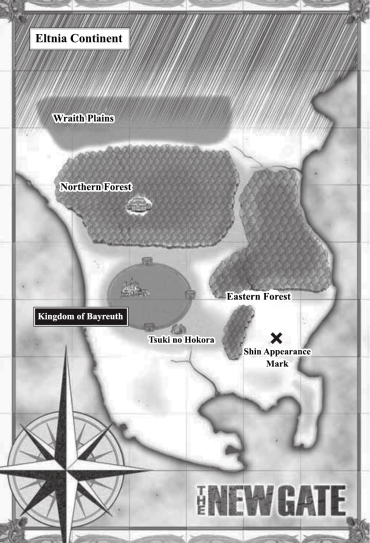 Eltnia Continent
Wraith Plains
Northern Forest
Eastern Forest
Kingdom of Bayreuth
Tsuki no Hokora
Shin Appearance
Mark
THE NEW GATE